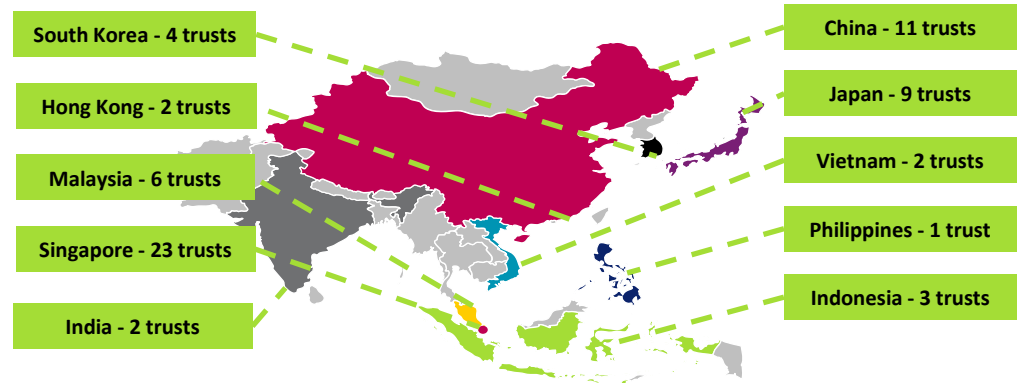 South Korea - 4 trusts
Hong Kong - 2 trusts
Malaysia - 6 trusts
Singapore - 23 trusts
India - 2 trusts
China - 11 trusts
Japan - 9 trusts
Vietnam - 2 trusts
Philippines - 1 trust
Indonesia - 3 trusts